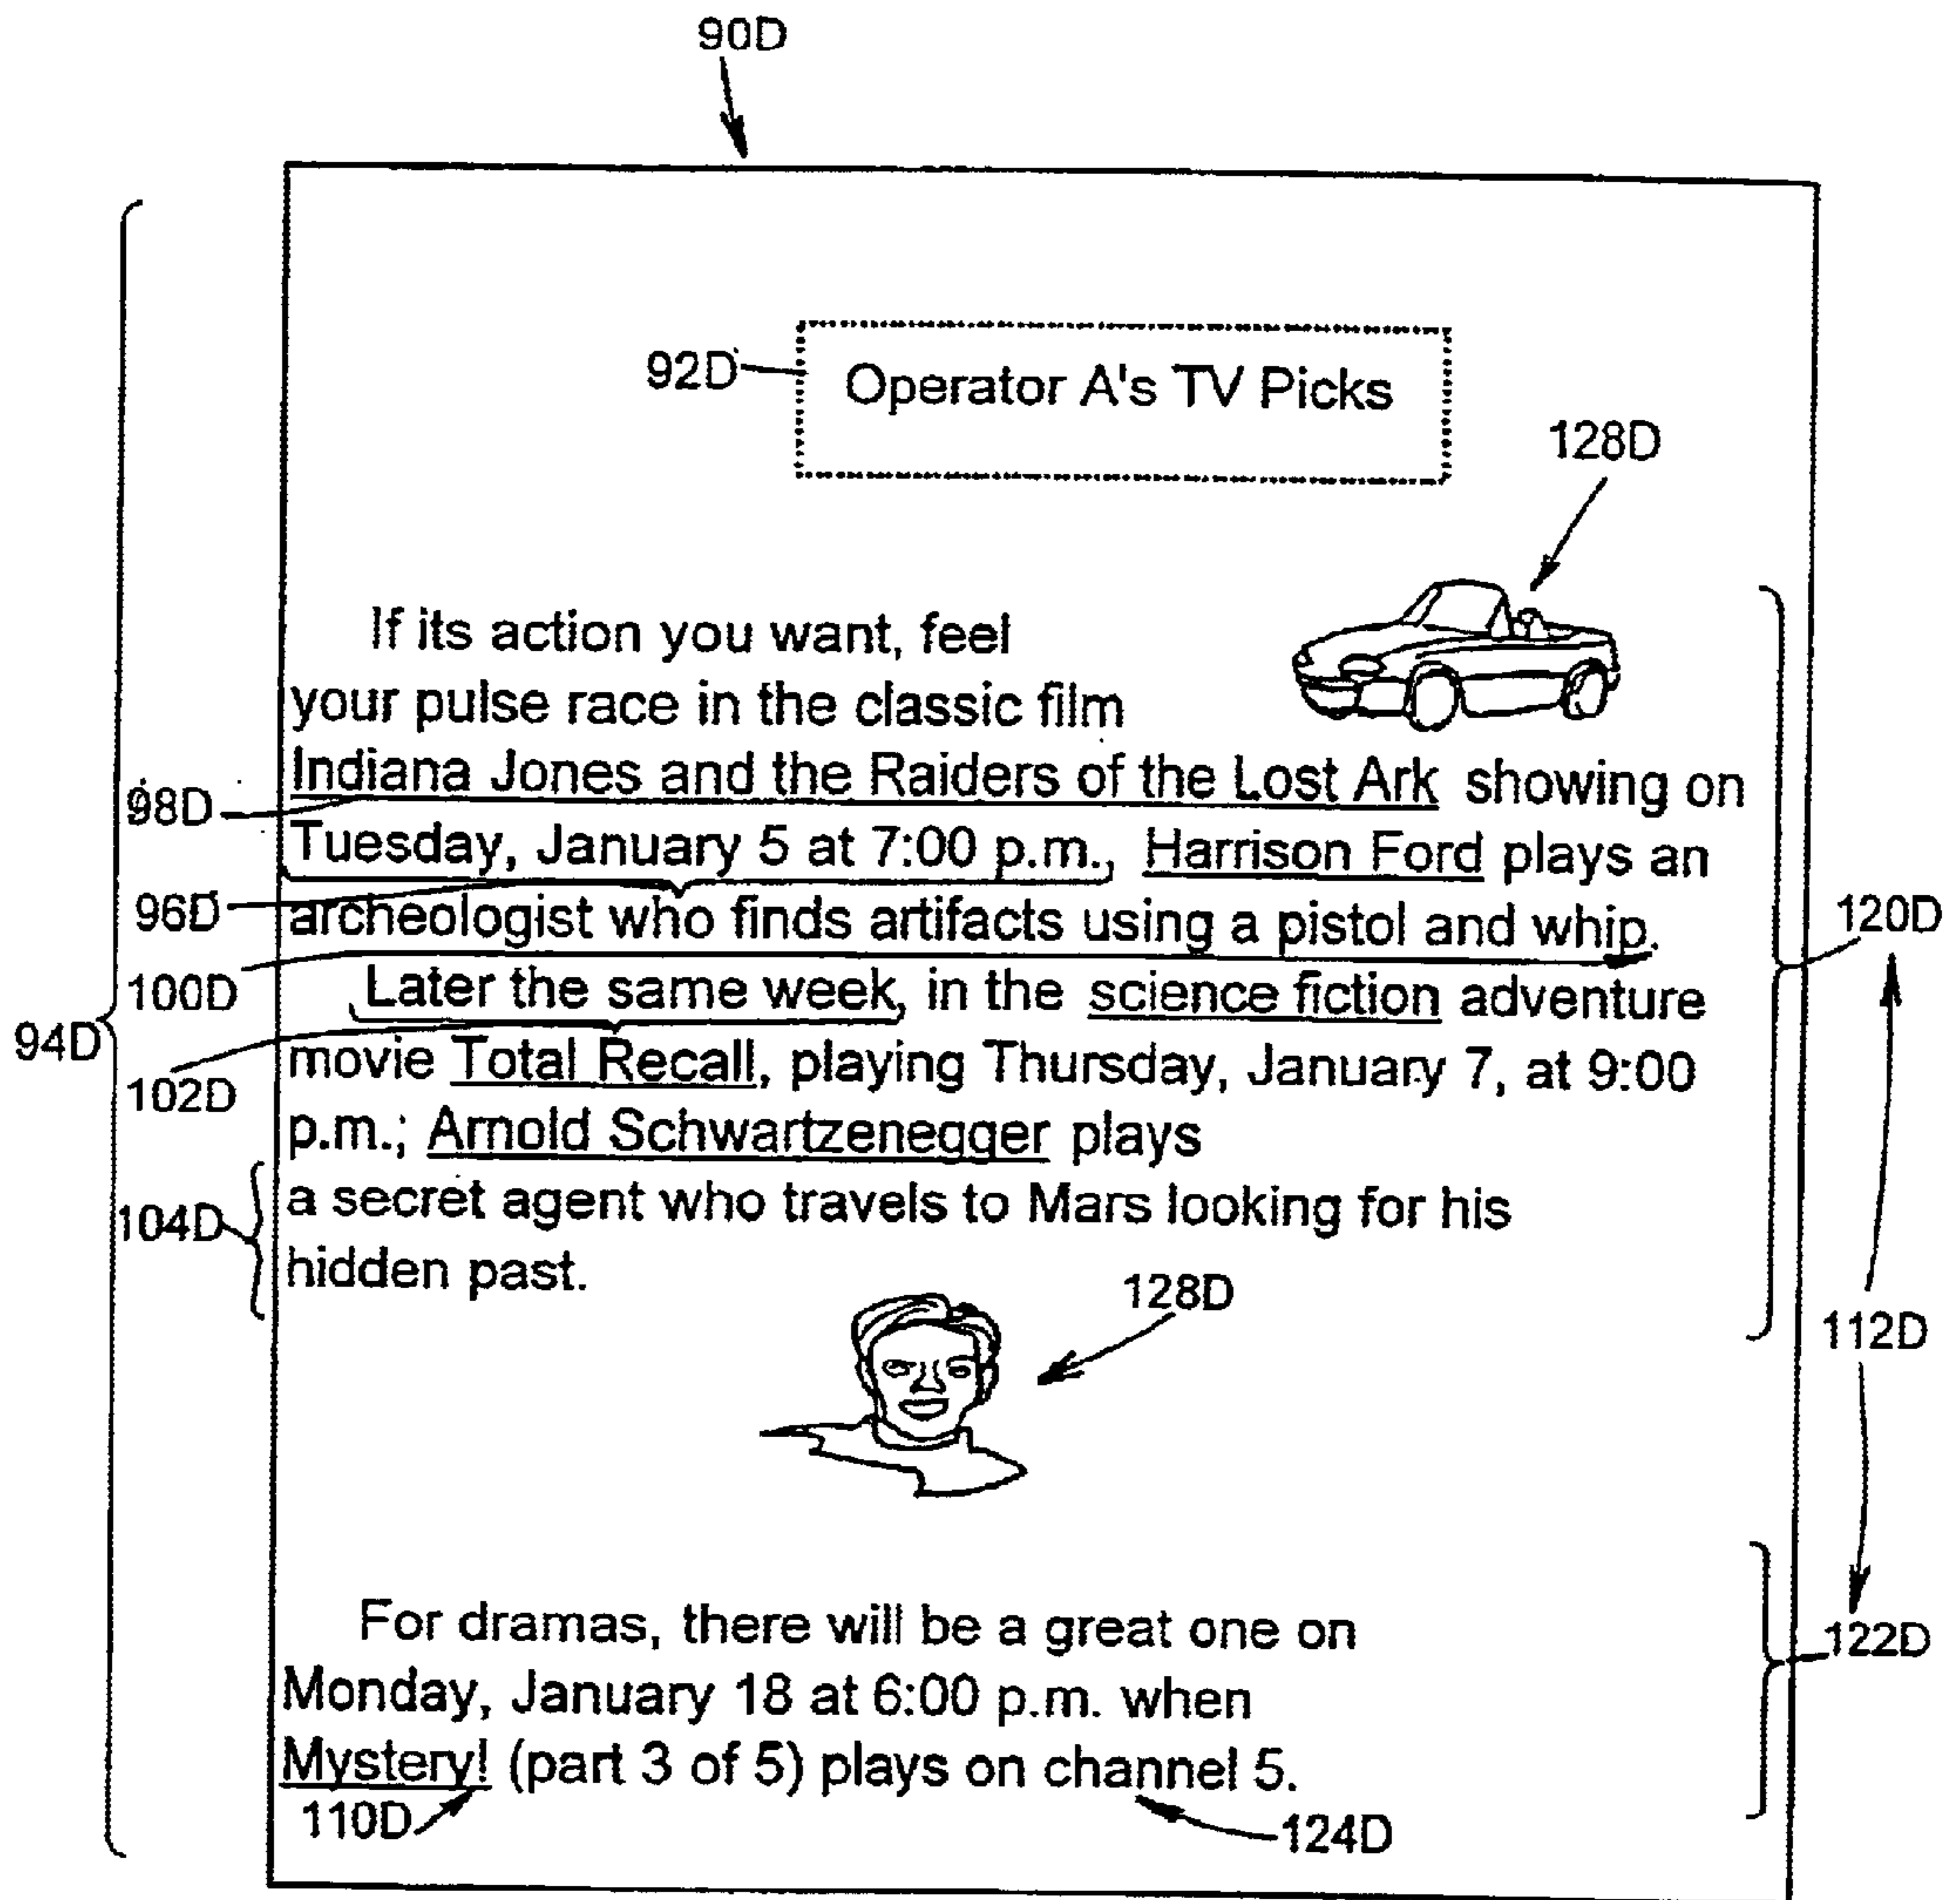 90D
92D
Operator A's TV Picks
128D
If its action you want, feel
your pulse race in the classic film
Indiana Jones and the Raiders of the Lost Ark showing on
98D
Tuesday, January 5 at 7:00 p.m., Harrison Ford plays an
96D
archeologist who finds artifacts using a pistol and whip.
120D
100D
Later the same week, in the science fiction adventure
94D
movie Total Recall, playing Thursday, January 7, at 9:00
102D
p.m.; Arnold Schwartzenegger plays
104D
a secret agent who travels to Mars looking for his
hidden past.
128D
112D
For dramas, there will be a great one on
122D
Monday, January 18 at 6:00 p.m. when
Mystery! (part 3 of 5) plays on channel 5.
110D
124D